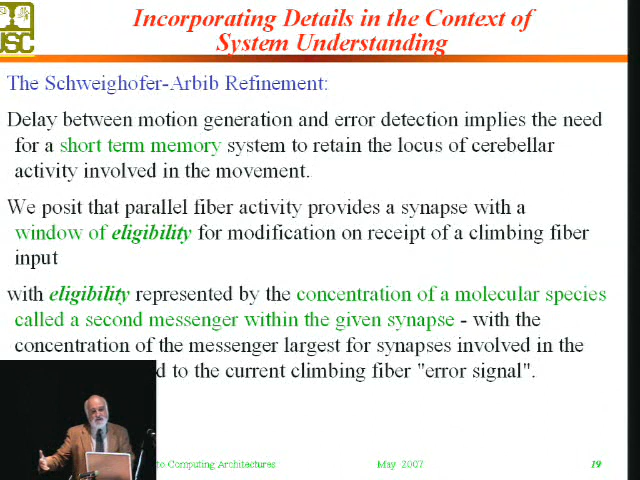 USC
Incorporating Details in the Context of
System Understanding
The Schweighofer-Arbib Refinement:
Delay between motion generation and error detection implies the need
for a short term memory system to retain the locus of cerebellar
activity involved in the movement.
We posit that parallel fiber activity provides a synapse with a
window of eligibility for modification on receipt of a climbing fiber
input
with eligibility represented by the concentration of a molecular species
called a second messenger within the given synapse - with the
concentration of the messenger largest for synapses involved in the
to the current climbing fiber "error signal".
to Computing Architectures May 2007 19